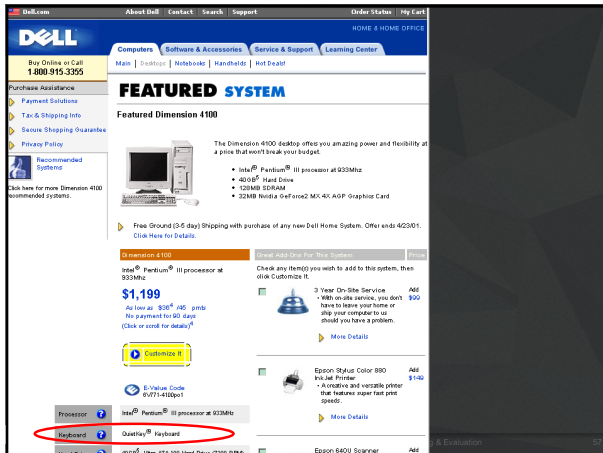 Dell.com
About Dell Contact Search Support
Order Status My Cart
HOME & HOME OFFICE
DELL
Computers Software & Accessories Service & Support Learning Center
Buy Online or Call
1-800-915-3355
Main Desktops Notebooks Handhelds Hot Deals!
Purchase Assistance
Payment Solutions
Tax & Shipping Info
Secure Shopping Guarantee
Privacy Policy
Recommended
Systems
Click here for more Dimension 4100
recommended systems.
FEATURED SYSTEM
Featured Dimension 4100
The Dimension 4100 desktop offers you amazing power and flexibility at
a price that won't break your budget.
• Intel® Pentium® III processor at 933Mhz
• 40GB5 Hard Drive
• 128MB SDRAM
• 32MB Nvidia GeForce2 MX 4X AGP Graphics Card
Free Ground (3-5 day) Shipping with purchase of any new Dell Home System. Offer ends 4/23/01.
Click Here for Details.
Dimension 4100
Intel® Pentium® III processor at
933Mhz
$1,199
As low as $364 /45 pmts
No payment for 90 days
(Click or scroll for details)4
Customize It
E-Value Code
6V771-4100po1
Great Add-Ons For This System Price
Check any item(s) you wish to add to this system, then
click Customize It.
3 Year On-Site Service Add
• With on-site service, you don't $99
have to leave your home or
ship your computer to us
should you have a problem.
More Details
Epson Stylus Color 880 Add
InkJet Printer $149
• A creative and versatile printer
that features super fast print
speeds.
More Details
Epson 640U Scanner Add
Processor Intel® Pentium® III processor at 933MHz
Keyboard QuietKey® Keyboard
g & Evaluation 57